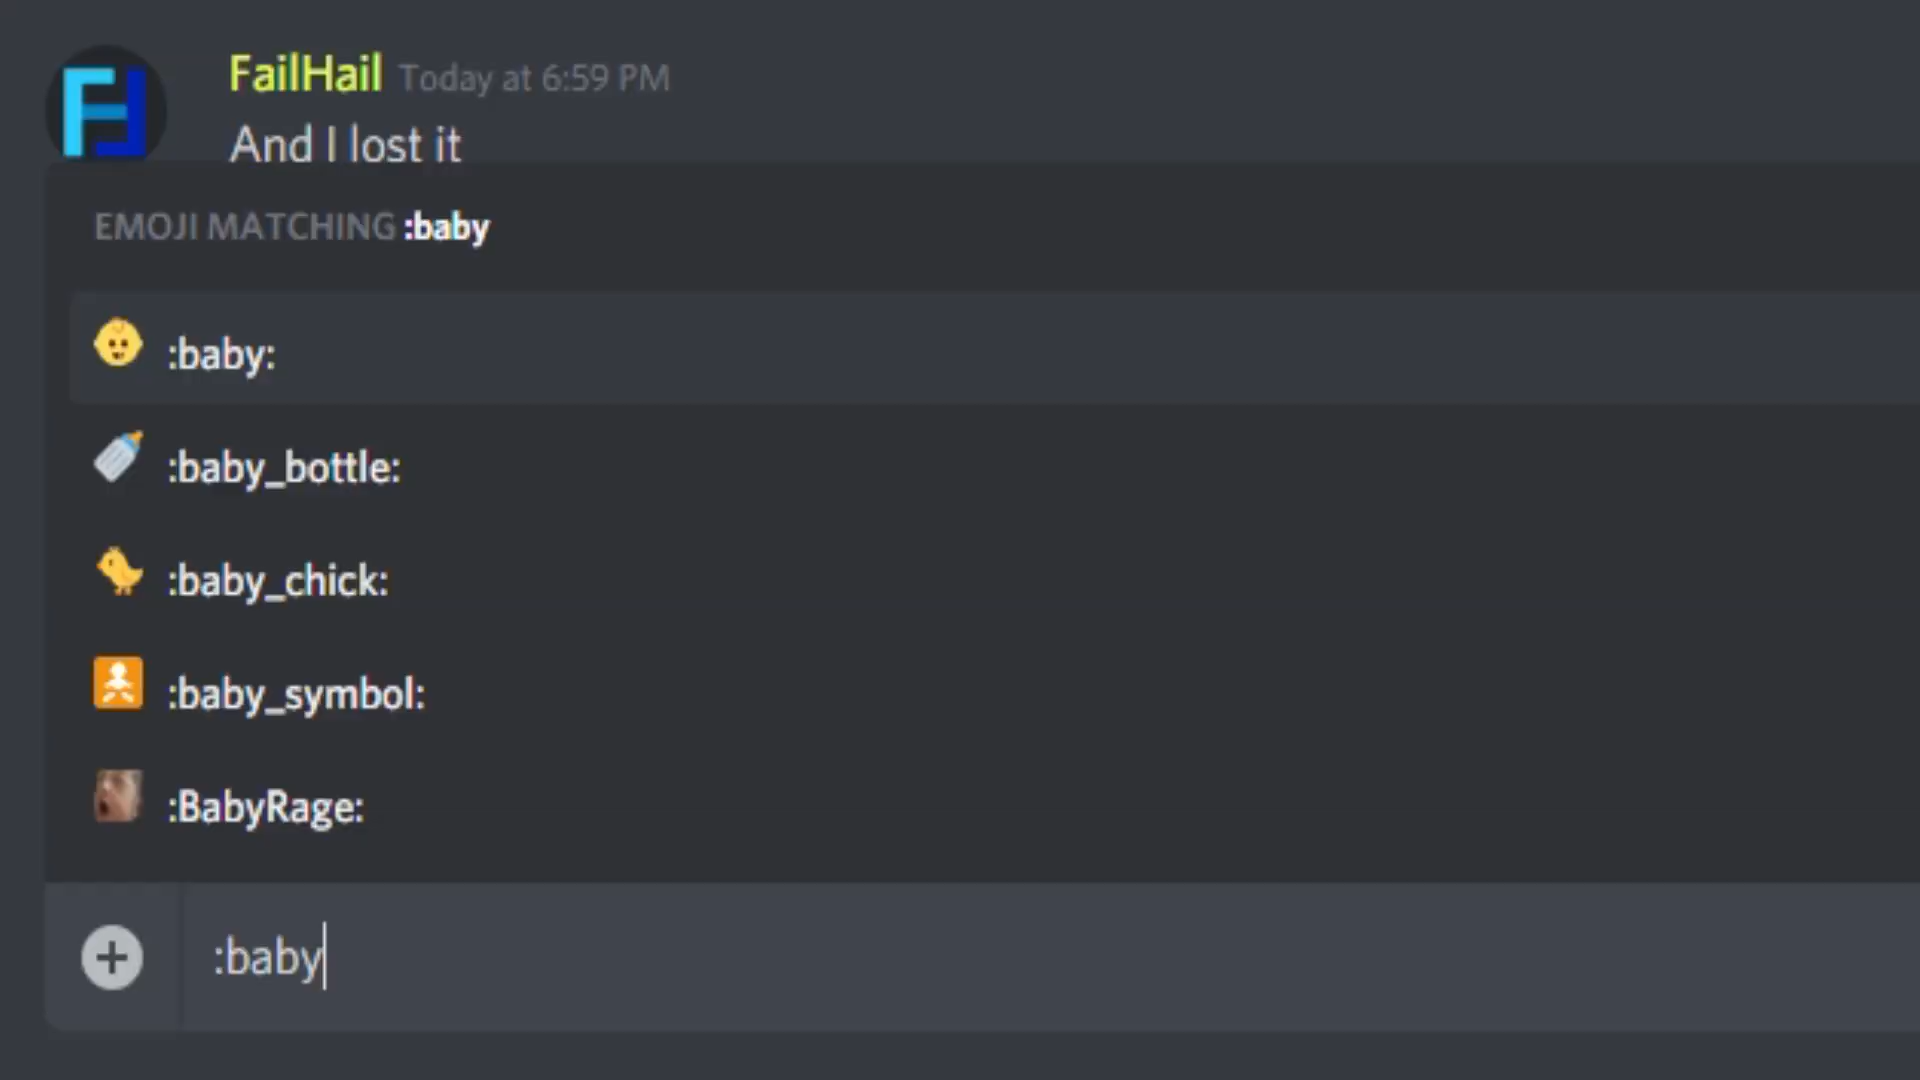 FailHail Today at 6:59 PM
And I lost it
EMOJI MATCHING :baby
:baby:
:baby_bottle:
:baby_chick:
:baby_symbol:
:BabyRage:
:baby